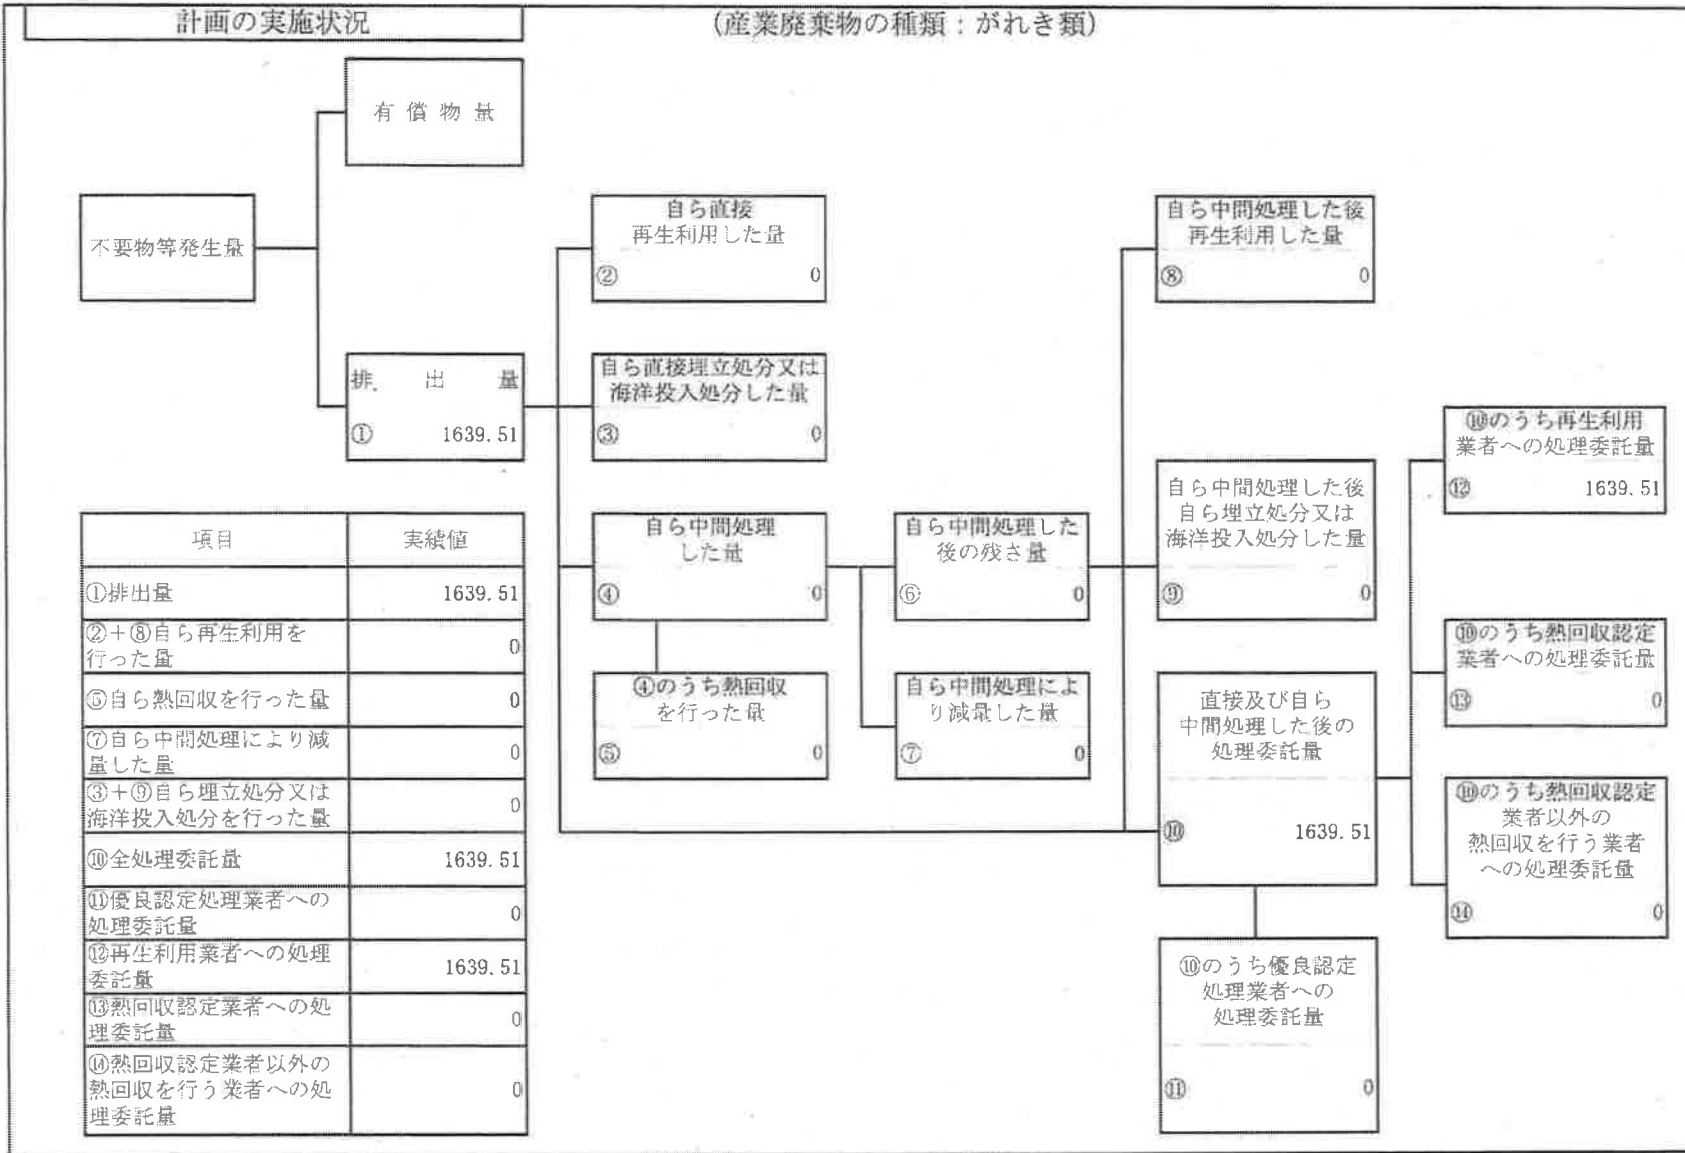 計画の実施状況
(産業廃棄物の種類：がれき類)
有償物量
不要物等発生量
排出量
① 1639.51
自ら直接
再生利用した量
② 0
自ら直接埋立処分又は
海洋投入処分した量
③ 0
自ら中間処理
した量
④ 0
④のうち熱回収
を行った量
⑤ 0
自ら中間処理した
後の残さ量
⑥ 0
自ら中間処理によ
り減量した量
⑦ 0
自ら中間処理した後
再生利用した量
⑧ 0
自ら中間処理した後
自ら埋立処分又は
海洋投入処分した量
⑨ 0
直接及び自ら
中間処理した後の
処理委託量
⑩ 1639.51
⑩のうち優良認定
処理業者への
処理委託量
⑪ 0
⑩のうち再生利用
業者への処理委託量
⑫ 1639.51
⑩のうち熱回収認定
業者への処理委託量
⑬ 0
⑩のうち熱回収認定
業者以外の
熱回収を行う業者
への処理委託量
⑭ 0
項目 実績値
①排出量 1639.51
②＋⑧自ら再生利用を
行った量 0
⑤自ら熱回収を行った量 0
⑦自ら中間処理により減
量した量 0
③＋⑨自ら埋立処分又は
海洋投入処分を行った量 0
⑩全処理委託量 1639.51
⑪優良認定処理業者への
処理委託量 0
⑫再生利用業者への処理
委託量 1639.51
⑬熱回収認定業者への処
理委託量 0
⑭熱回収認定業者以外の
熱回収を行う業者への処
理委託量 0